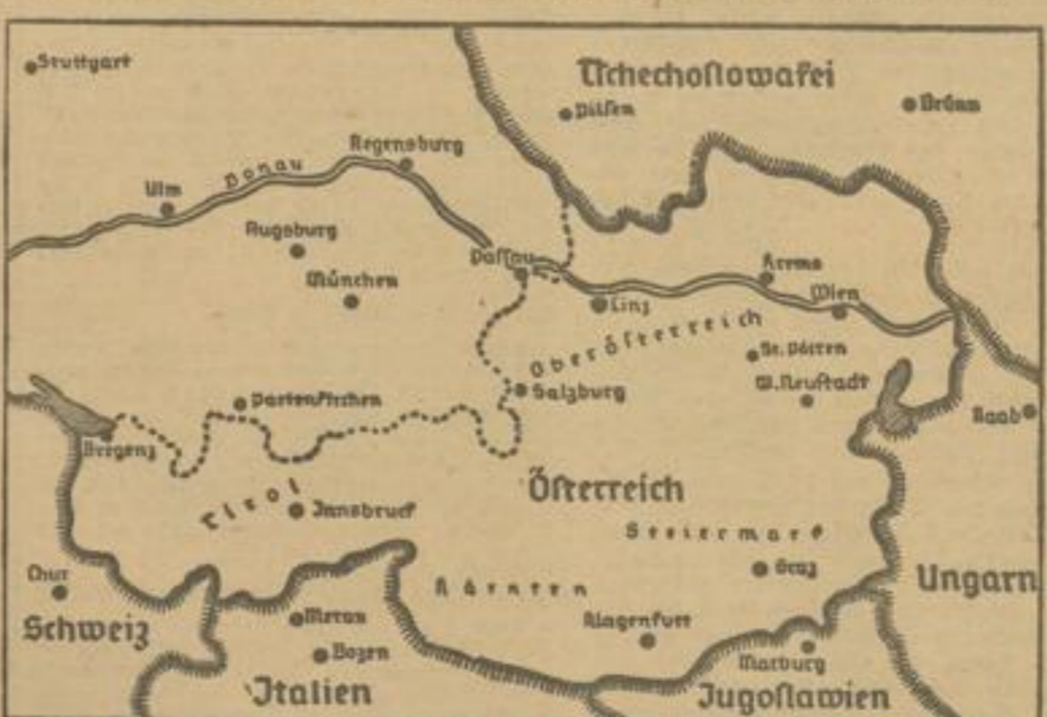 Stuttgart
Tschechoslowakei
Pilsen
Brünn
Regensburg
Donau
Ulm
Augsburg
Passau
Krems
München
Wien
Linz
Oberösterreich
St. Pölten
W. Neustadt
Salzburg
Partenkirchen
Raab
Bregenz
Österreich
Tirol
Innsbruck
Steiermark
Chur
Graz
Ungarn
Kärnten
Meran
Klagenfurt
Schweiz
Bozen
Marburg
Italien
Jugoslawien